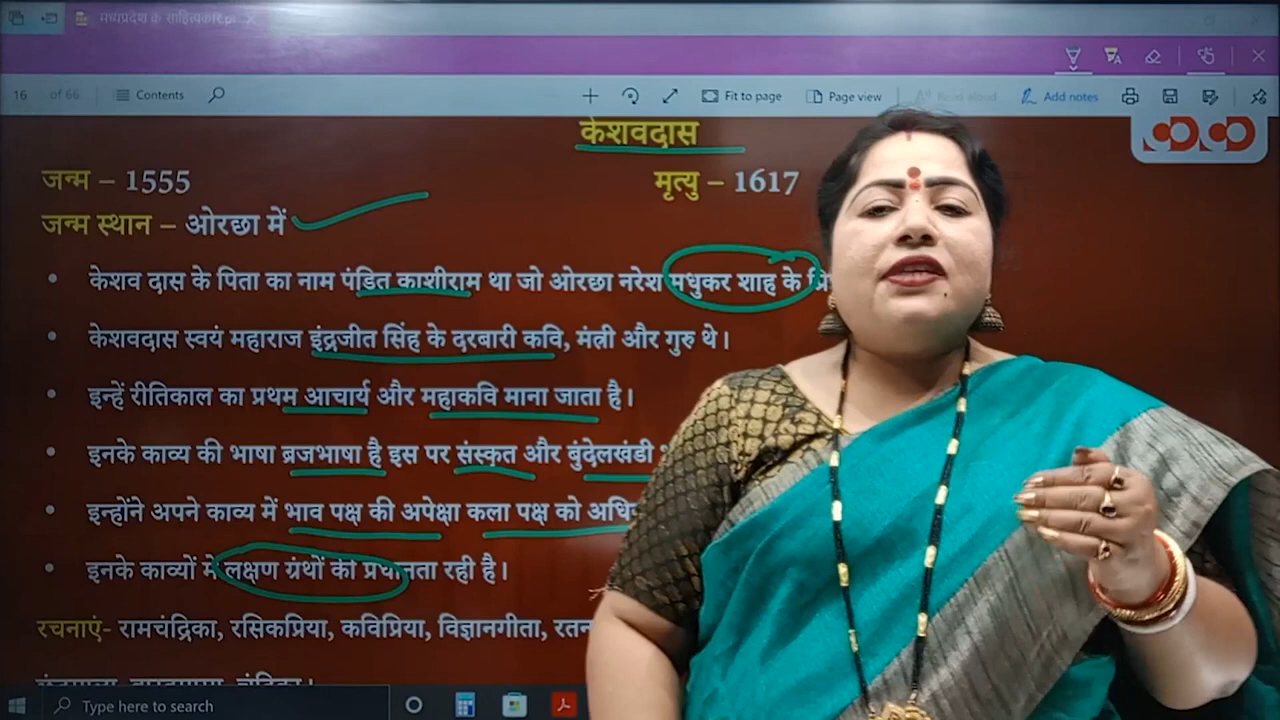 मध्यप्रदेश के साहित्यकार.p
16 of 66 Contents Fit to page Page view Read aloud Add notes
केशवदास
जन्म – 1555 मृत्यु – 1617
जन्म स्थान – ओरछा में
• केशव दास के पिता का नाम पंडित काशीराम था जो ओरछा नरेश मधुकर शाह के
• केशवदास स्वयं महाराज इंद्रजीत सिंह के दरबारी कवि, मंत्री और गुरु थे।
• इन्हें रीतिकाल का प्रथम आचार्य और महाकवि माना जाता है।
• इनके काव्य की भाषा ब्रजभाषा है इस पर संस्कृत और बुंदेलखंडी
• इन्होंने अपने काव्य में भाव पक्ष की अपेक्षा कला पक्ष को
• इनके काव्यों में लक्षण ग्रंथों की प्रधानता रही है।
रचनाएं- रामचंद्रिका, रसिकप्रिया, कविप्रिया, विज्ञानगीता,
Type here to search